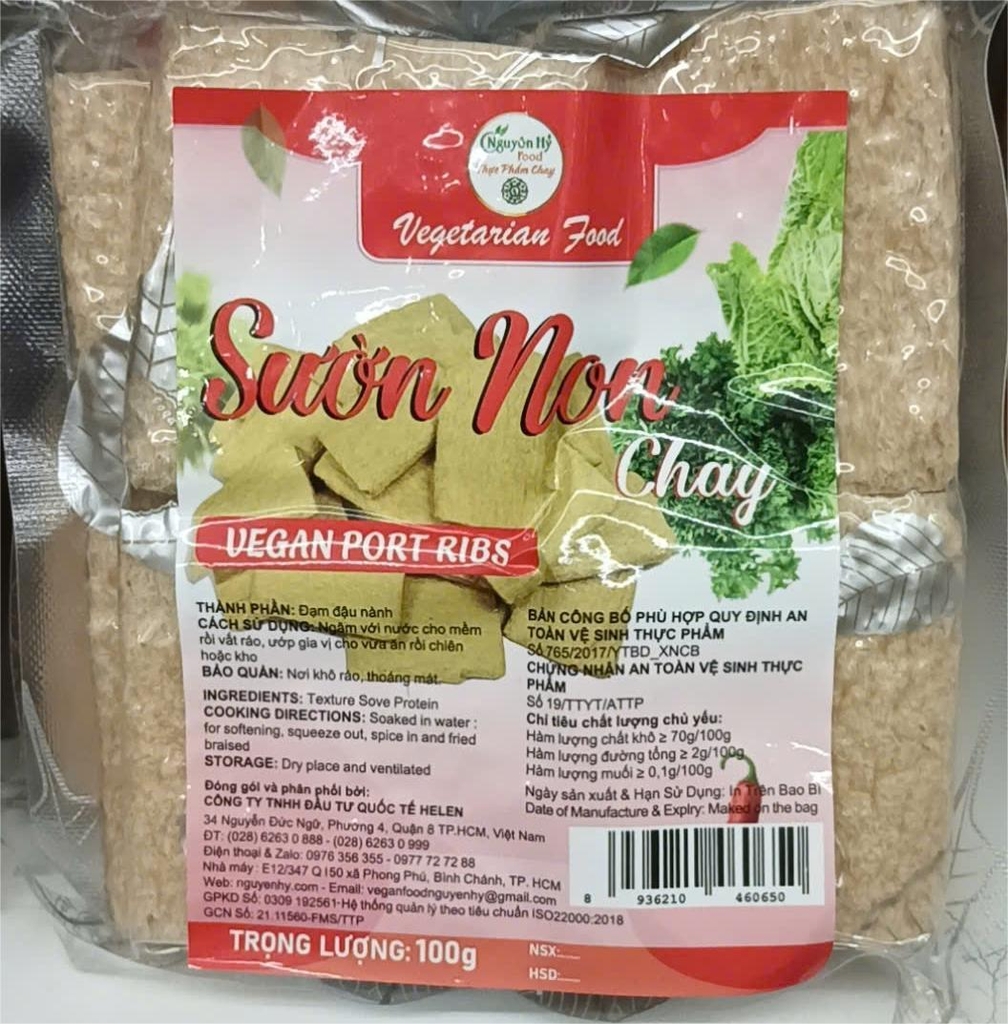 Nguyên Hỷ
Food
Thực Phẩm Chay
Vegetarian Food
Sườn Non
Chay
VEGAN PORT RIBS
THÀNH PHẦN: Đạm đậu nành
CÁCH SỬ DỤNG: Ngâm với nước cho mềm
rồi vắt ráo, ướp gia vị cho vừa ăn rồi chiên
hoặc kho
BẢO QUẢN: Nơi khô ráo, thoáng mát.
INGREDIENTS: Texture Sove Protein
COOKING DIRECTIONS: Soaked in water :
for softening, squeeze out, spice in and fried
braised
STORAGE: Dry place and ventilated
Đóng gói và phân phối bởi:
CÔNG TY TNHH ĐẦU TƯ QUỐC TẾ HELEN
34 Nguyễn Đức Ngữ, Phương 4, Quận 8 TP.HCM, Việt Nam
ĐT: (028) 6263 0 888 - (028) 6263 0 999
Điện thoại & Zalo: 0976 356 355 - 0977 72 72 88
Nhà máy : E12/347 Q l 50 xã Phong Phú, Bình Chánh, TP. HCM
Web: nguyenhy.com - Email: veganfoodnguyenhy@gmail.com
GPKD Số: 0309 192561-Hệ thống quản lý theo tiêu chuẩn ISO22000:2018
GCN Số: 21.11560-FMS/TTP
BẢN CÔNG BỐ PHÙ HỢP QUY ĐỊNH AN
TOÀN VỆ SINH THỰC PHẨM
Số 765/2017/YTBD_XNCB
CHỨNG NHẬN AN TOÀN VỆ SINH THỰC
PHẨM
Số 19/TTYT/ATTP
Chỉ tiêu chất lượng chủ yếu:
Hàm lượng chất khô ≥ 70g/100g
Hàm lượng đường tổng ≥ 2g/100g
Hàm lượng muối ≥ 0,1g/100g
Ngày sản xuất & Hạn Sử Dụng: In Trên Bao Bì
Date of Manufacture & Expiry: Maked on the bag
8 936210 460650
TRỌNG LƯỢNG: 100g
NSX:
HSD: